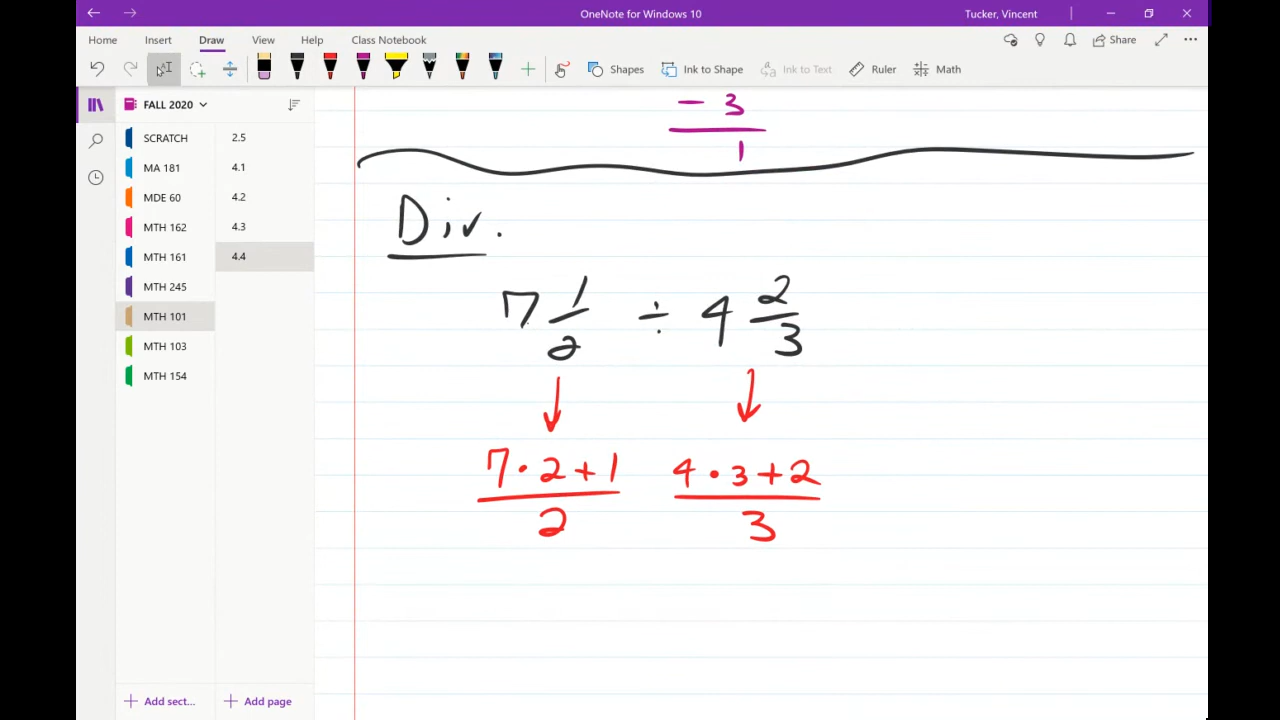 OneNote for Windows 10
Tucker, Vincent
Home Insert Draw View Help Class Notebook
Share
Shapes Ink to Shape Ink to Text Ruler Math
FALL 2020
SCRATCH
MA 181
MDE 60
MTH 162
MTH 161
MTH 245
MTH 101
MTH 103
MTH 154
2.5
4.1
4.2
4.3
4.4
Add sect...
Add page
- 3
1
Div.
7 1/2 ÷ 4 2/3
7 · 2 + 1 4 · 3 + 2
2 3